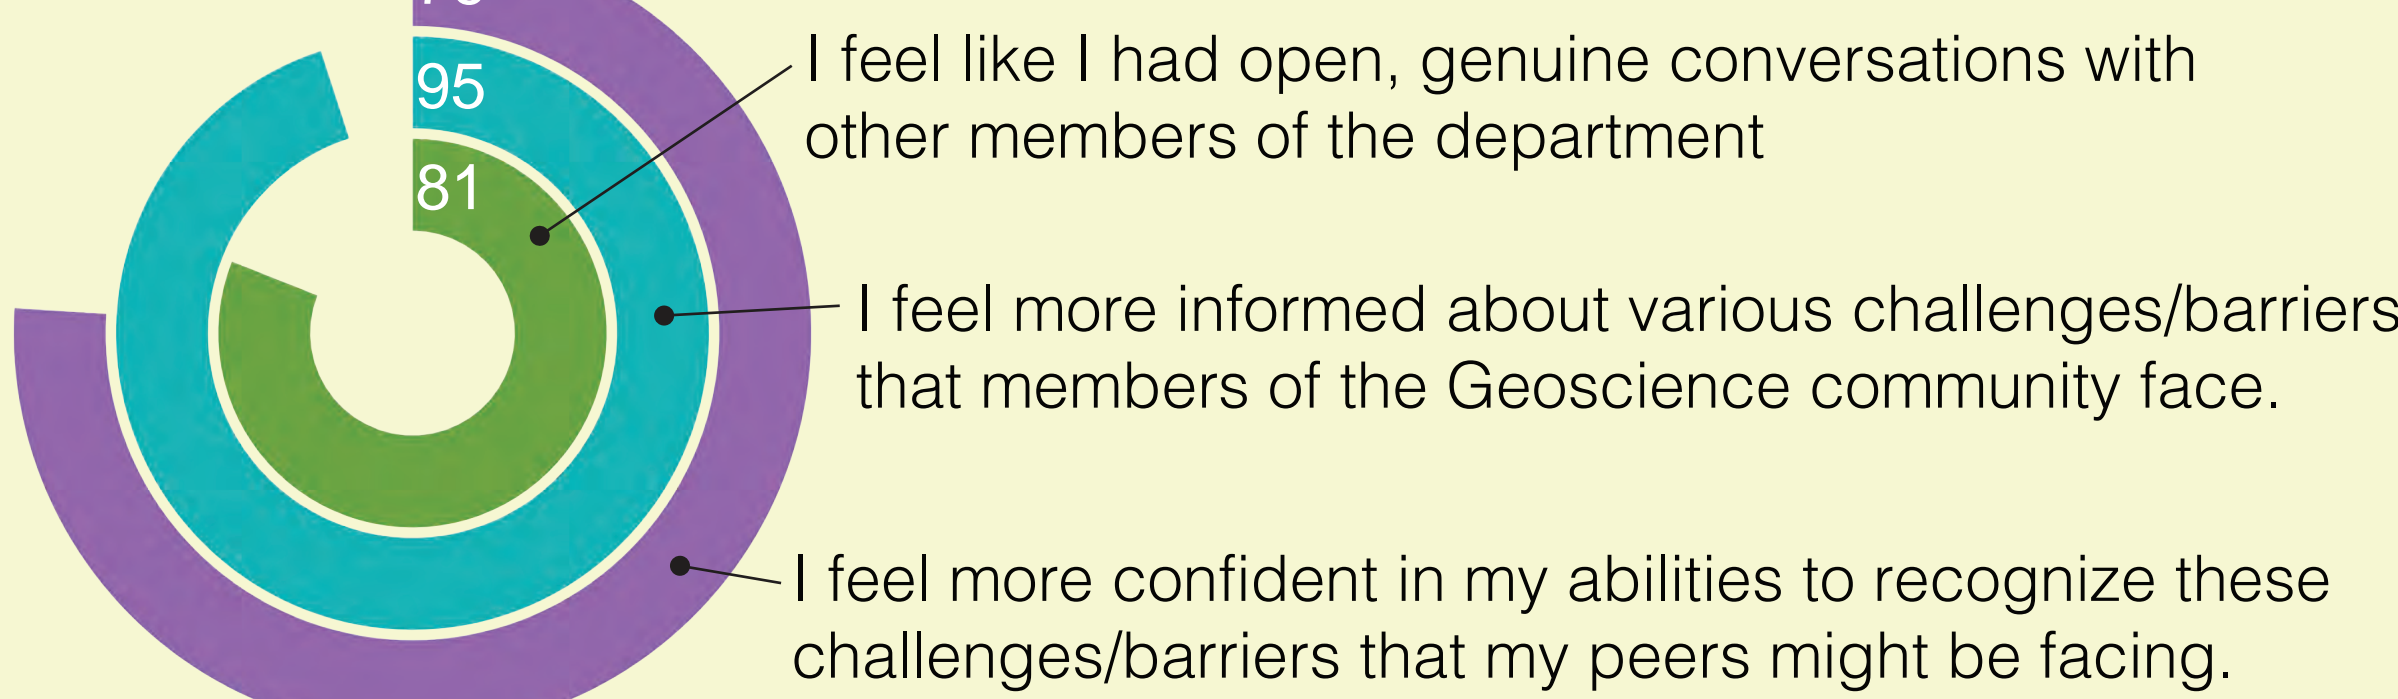 95
81
I feel like I had open, genuine conversations with
other members of the department
I feel more informed about various challenges/barriers
that members of the Geoscience community face.
I feel more confident in my abilities to recognize these
challenges/barriers that my peers might be facing.